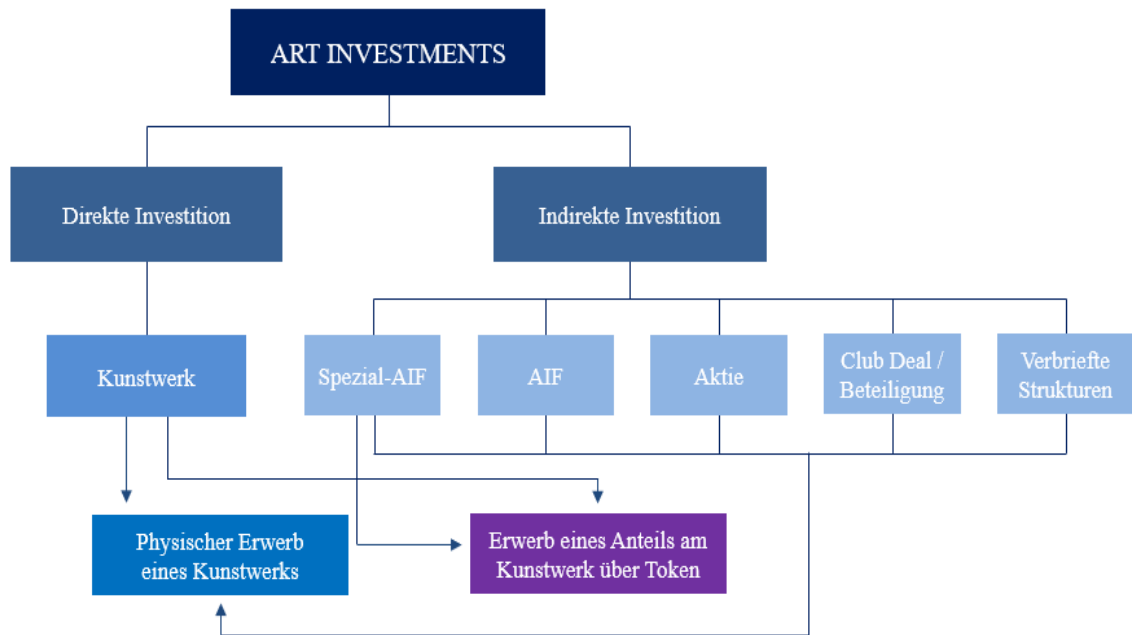 ART INVESTMENTS
Direkte Investition
Indirekte Investition
Kunstwerk
Spezial-AIF
AIF
Aktie
Club Deal /
Beteiligung
Verbriefte
Strukturen
Physischer Erwerb
eines Kunstwerks
Erwerb eines Anteils am
Kunstwerk über Token